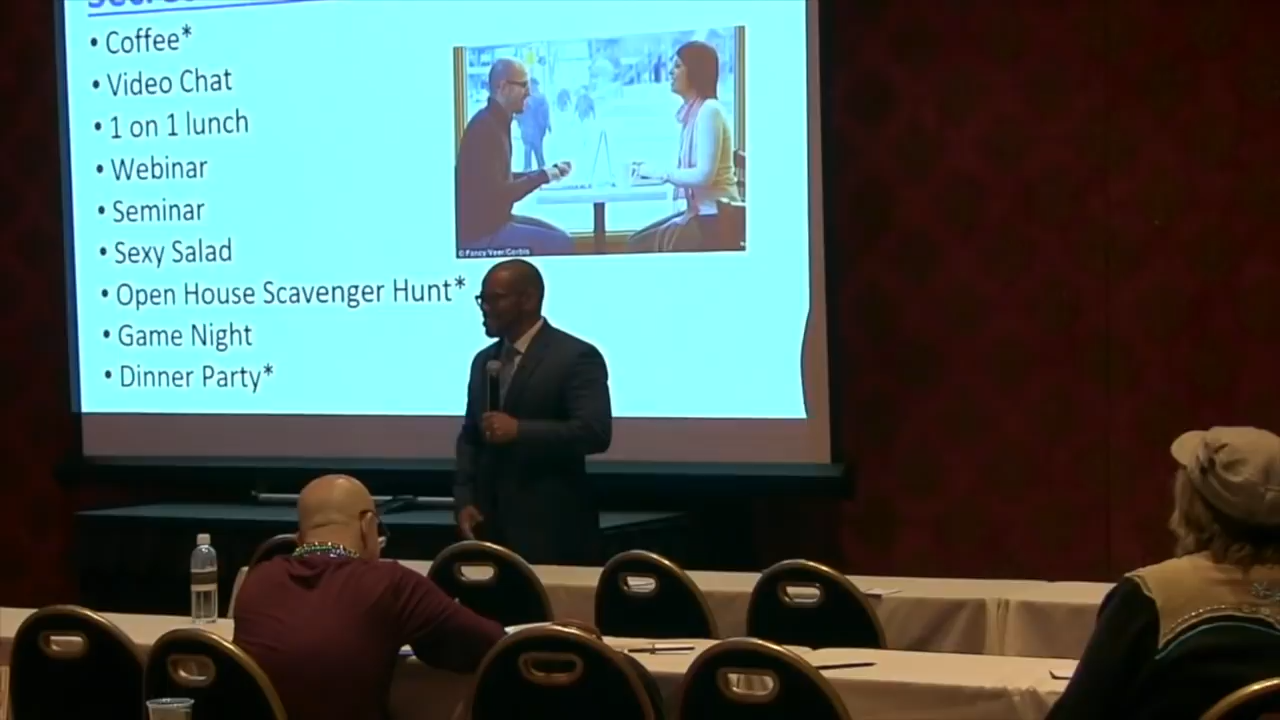 • Coffee*
• Video Chat
• 1 on 1 lunch
• Webinar
• Seminar
• Sexy Salad
• Open House Scavenger Hunt*
• Game Night
• Dinner Party*